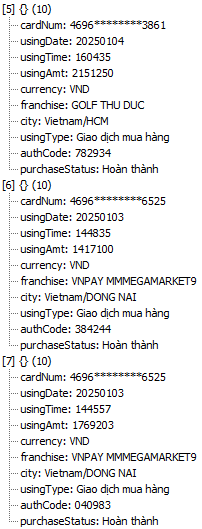 [5] {} (10)
cardNum: 4696********3861
usingDate: 20250104
usingTime: 160435
usingAmt: 2151250
currency: VND
franchise: GOLF THU DUC
city: Vietnam/HCM
usingType: Giao dịch mua hàng
authCode: 782934
purchaseStatus: Hoàn thành
[6] {} (10)
cardNum: 4696********6525
usingDate: 20250103
usingTime: 144835
usingAmt: 1417100
currency: VND
franchise: VNPAY MMMEGAMARKET9
city: Vietnam/DONG NAI
usingType: Giao dịch mua hàng
authCode: 384244
purchaseStatus: Hoàn thành
[7] {} (10)
cardNum: 4696********6525
usingDate: 20250103
usingTime: 144557
usingAmt: 1769203
currency: VND
franchise: VNPAY MMMEGAMARKET9
city: Vietnam/DONG NAI
usingType: Giao dịch mua hàng
authCode: 040983
purchaseStatus: Hoàn thành